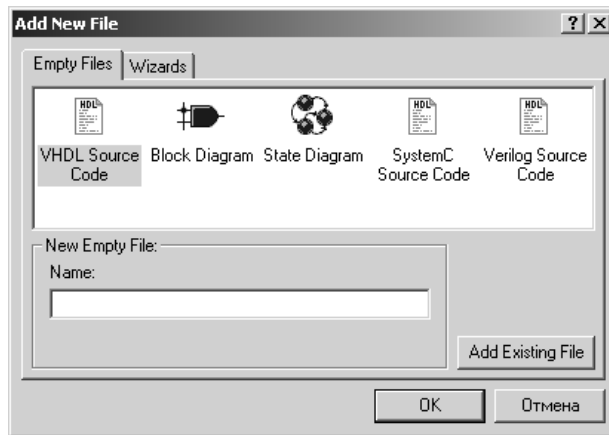 Add New File
Empty Files Wizards
HDL HDL HDL
VHDL Source Block Diagram State Diagram SystemC Verilog Source
Code Source Code Code
New Empty File:
Name:
Add Existing File
OK Отмена